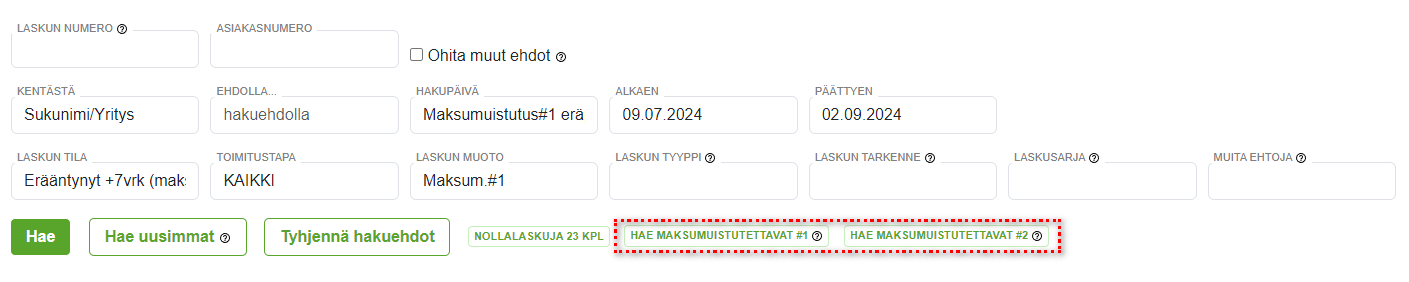 LASKUN NUMERO ASIAKASNUMERO
Ohita muut ehdot
KENTÄSTÄ EHDOLLA... HAKUPÄIVÄ ALKAEN PÄÄTTYEN
Sukunimi/Yritys hakuehdolla Maksumuistutus#1 erä 09.07.2024 02.09.2024
LASKUN TILA TOIMITUSTAPA LASKUN MUOTO LASKUN TYYPPI LASKUN TARKENNE LASKUSARJA MUITA EHTOJA
Erääntynyt +7vrk (maks KAIKKI Maksum.#1
Hae Hae uusimmat Tyhjennä hakuehdot NOLLALASKUJA 23 KPL HAE MAKSUMUISTUTETTAVAT #1 HAE MAKSUMUISTUTETTAVAT #2